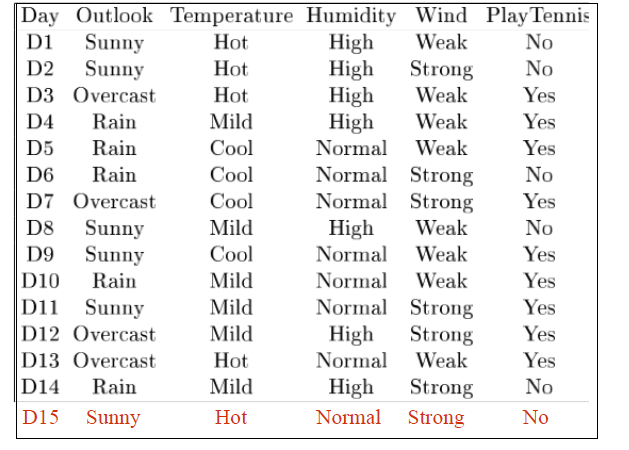 Day Outlook Temperature Humidity Wind PlayTennis
D1 Sunny Hot High Weak No
D2 Sunny Hot High Strong No
D3 Overcast Hot High Weak Yes
D4 Rain Mild High Weak Yes
D5 Rain Cool Normal Weak Yes
D6 Rain Cool Normal Strong No
D7 Overcast Cool Normal Strong Yes
D8 Sunny Mild High Weak No
D9 Sunny Cool Normal Weak Yes
D10 Rain Mild Normal Weak Yes
D11 Sunny Mild Normal Strong Yes
D12 Overcast Mild High Strong Yes
D13 Overcast Hot Normal Weak Yes
D14 Rain Mild High Strong No
D15 Sunny Hot Normal Strong No